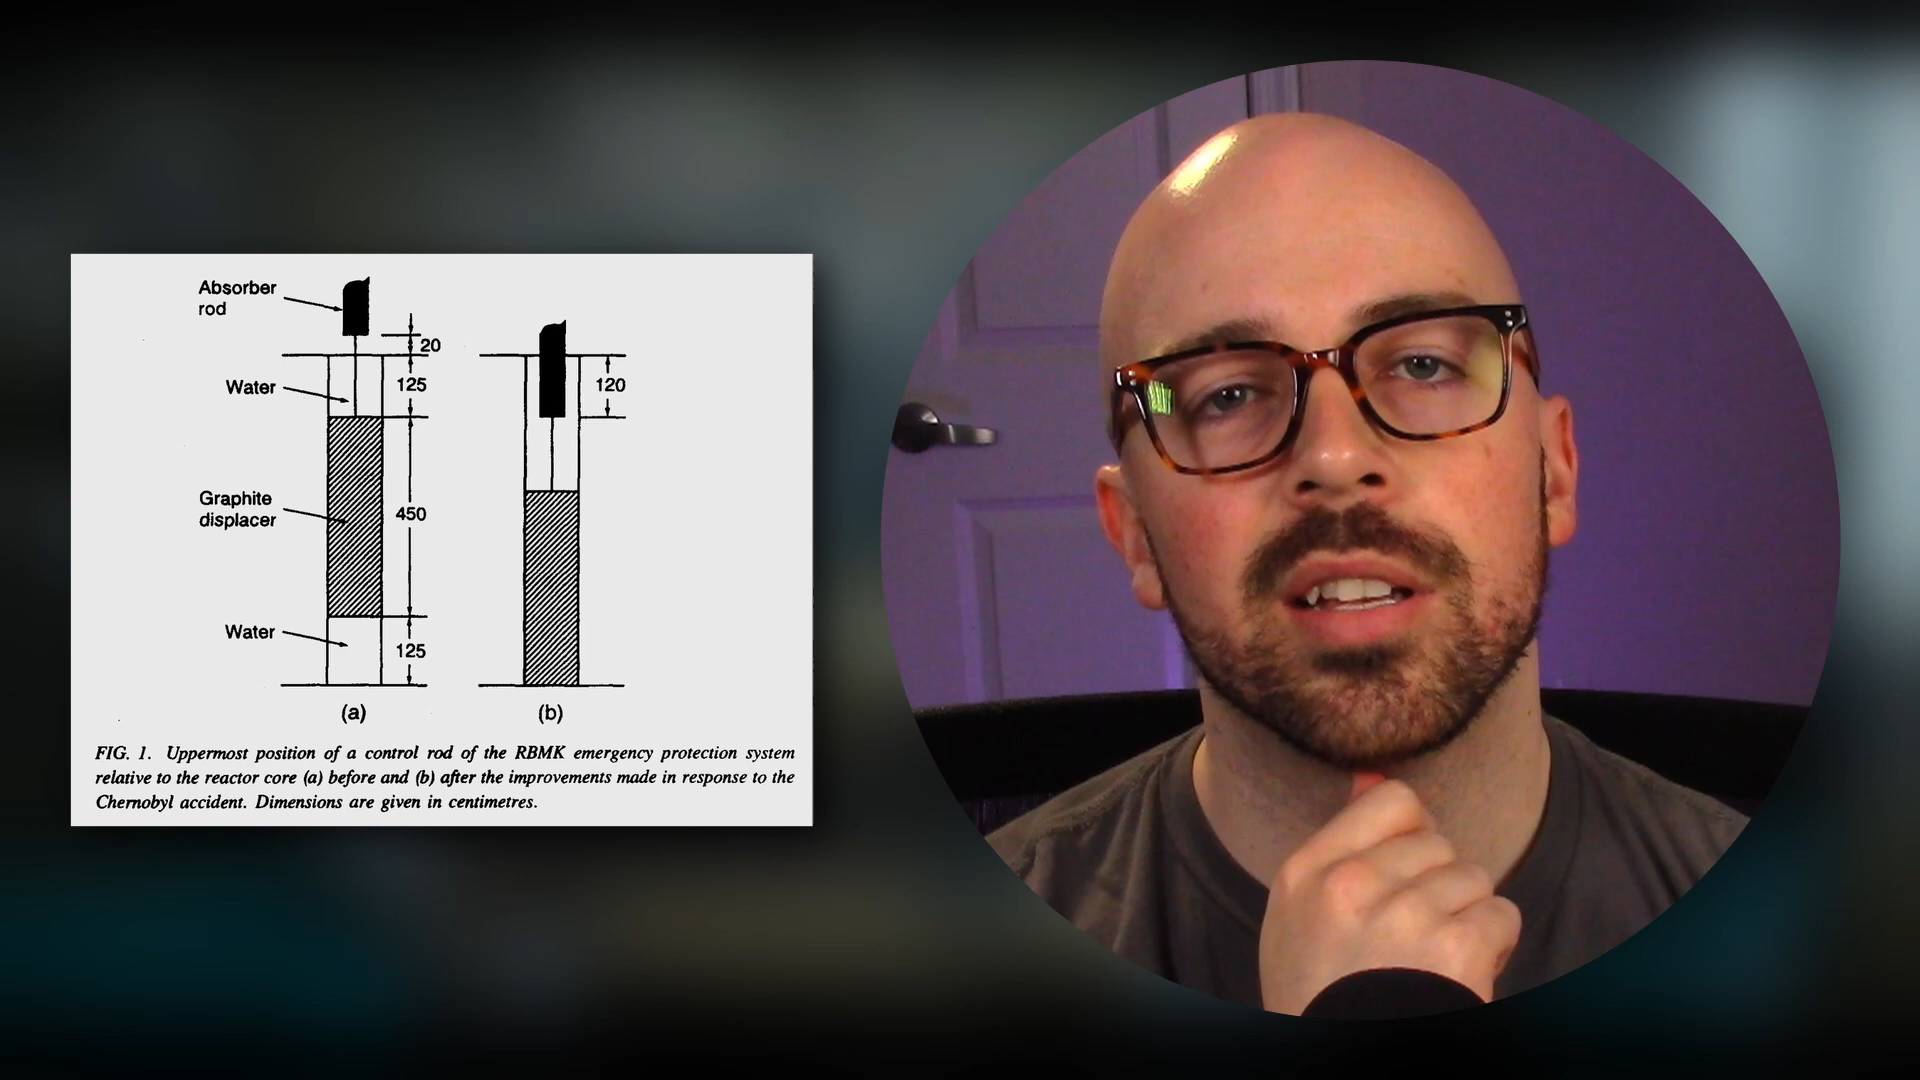 Absorber
rod
20
Water
125
120
Graphite
displacer
450
Water
125
(a)
(b)
FIG. 1. Uppermost position of a control rod of the RBMK emergency protection system
relative to the reactor core (a) before and (b) after the improvements made in response to the
Chernobyl accident. Dimensions are given in centimetres.